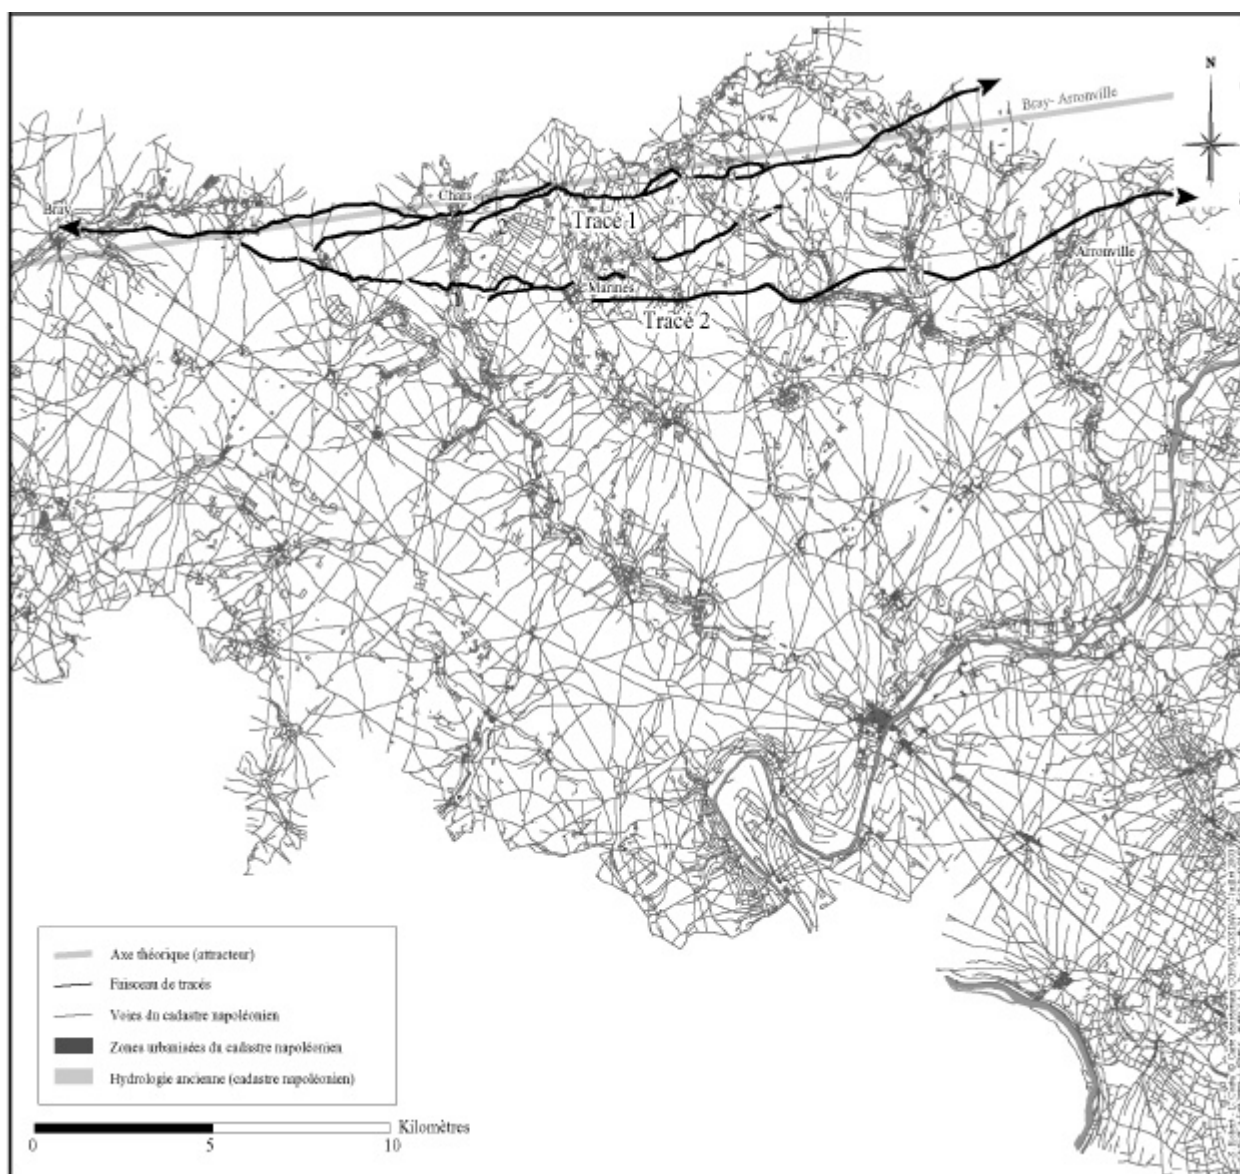 N
Bray- Arronville
Chars
Bray
Tracé 1
Arronville
Marines
Tracé 2
Axe théorique (attracteur)
Faisceau de tracés
Voies du cadastre napoléonien
Zones urbanisées du cadastre napoléonien
Hydrologie ancienne (cadastre napoléonien)
Kilomètres
0 5 10